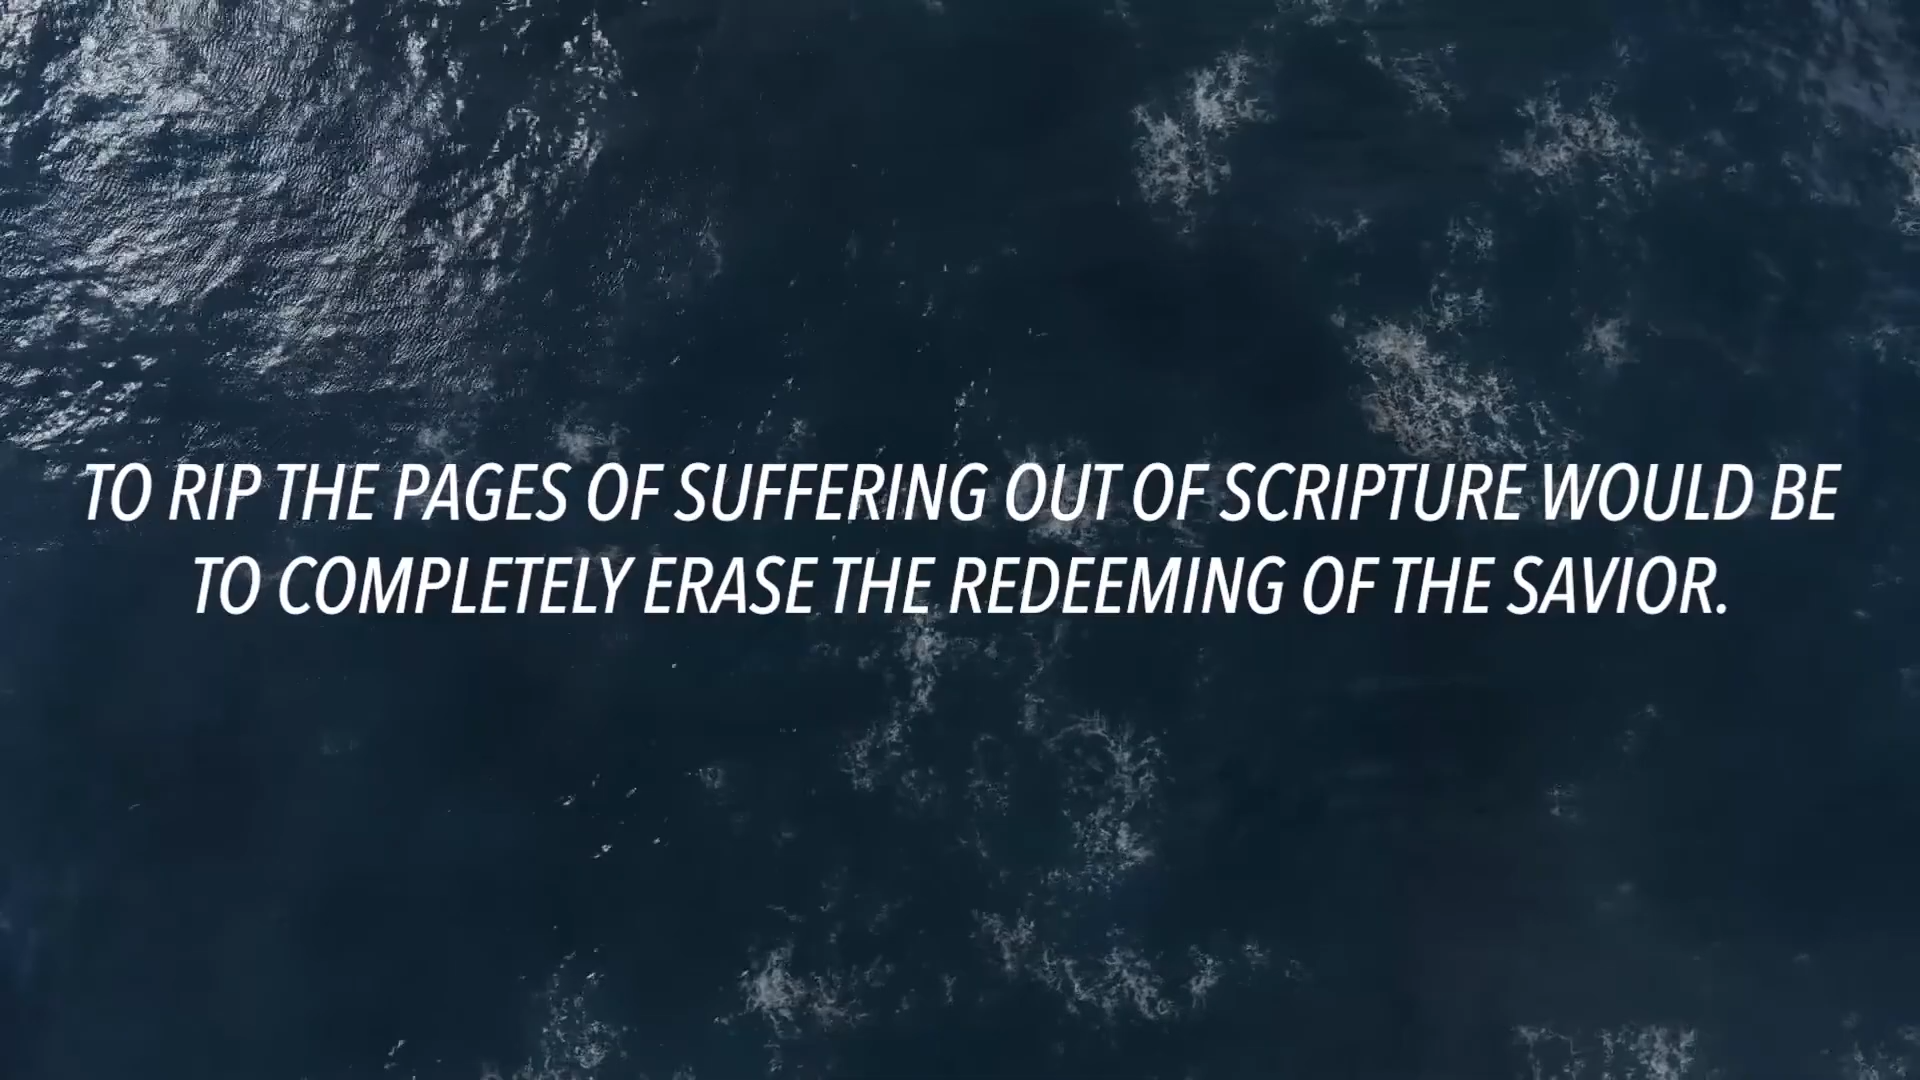 TO RIP THE PAGES OF SUFFERING OUT OF SCRIPTURE WOULD BE
TO COMPLETELY ERASE THE REDEEMING OF THE SAVIOR.